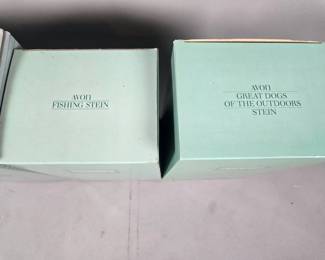 AVON
FISHING STEIN
AVON
GREAT DOGS
OF THE OUTDOORS
STEIN